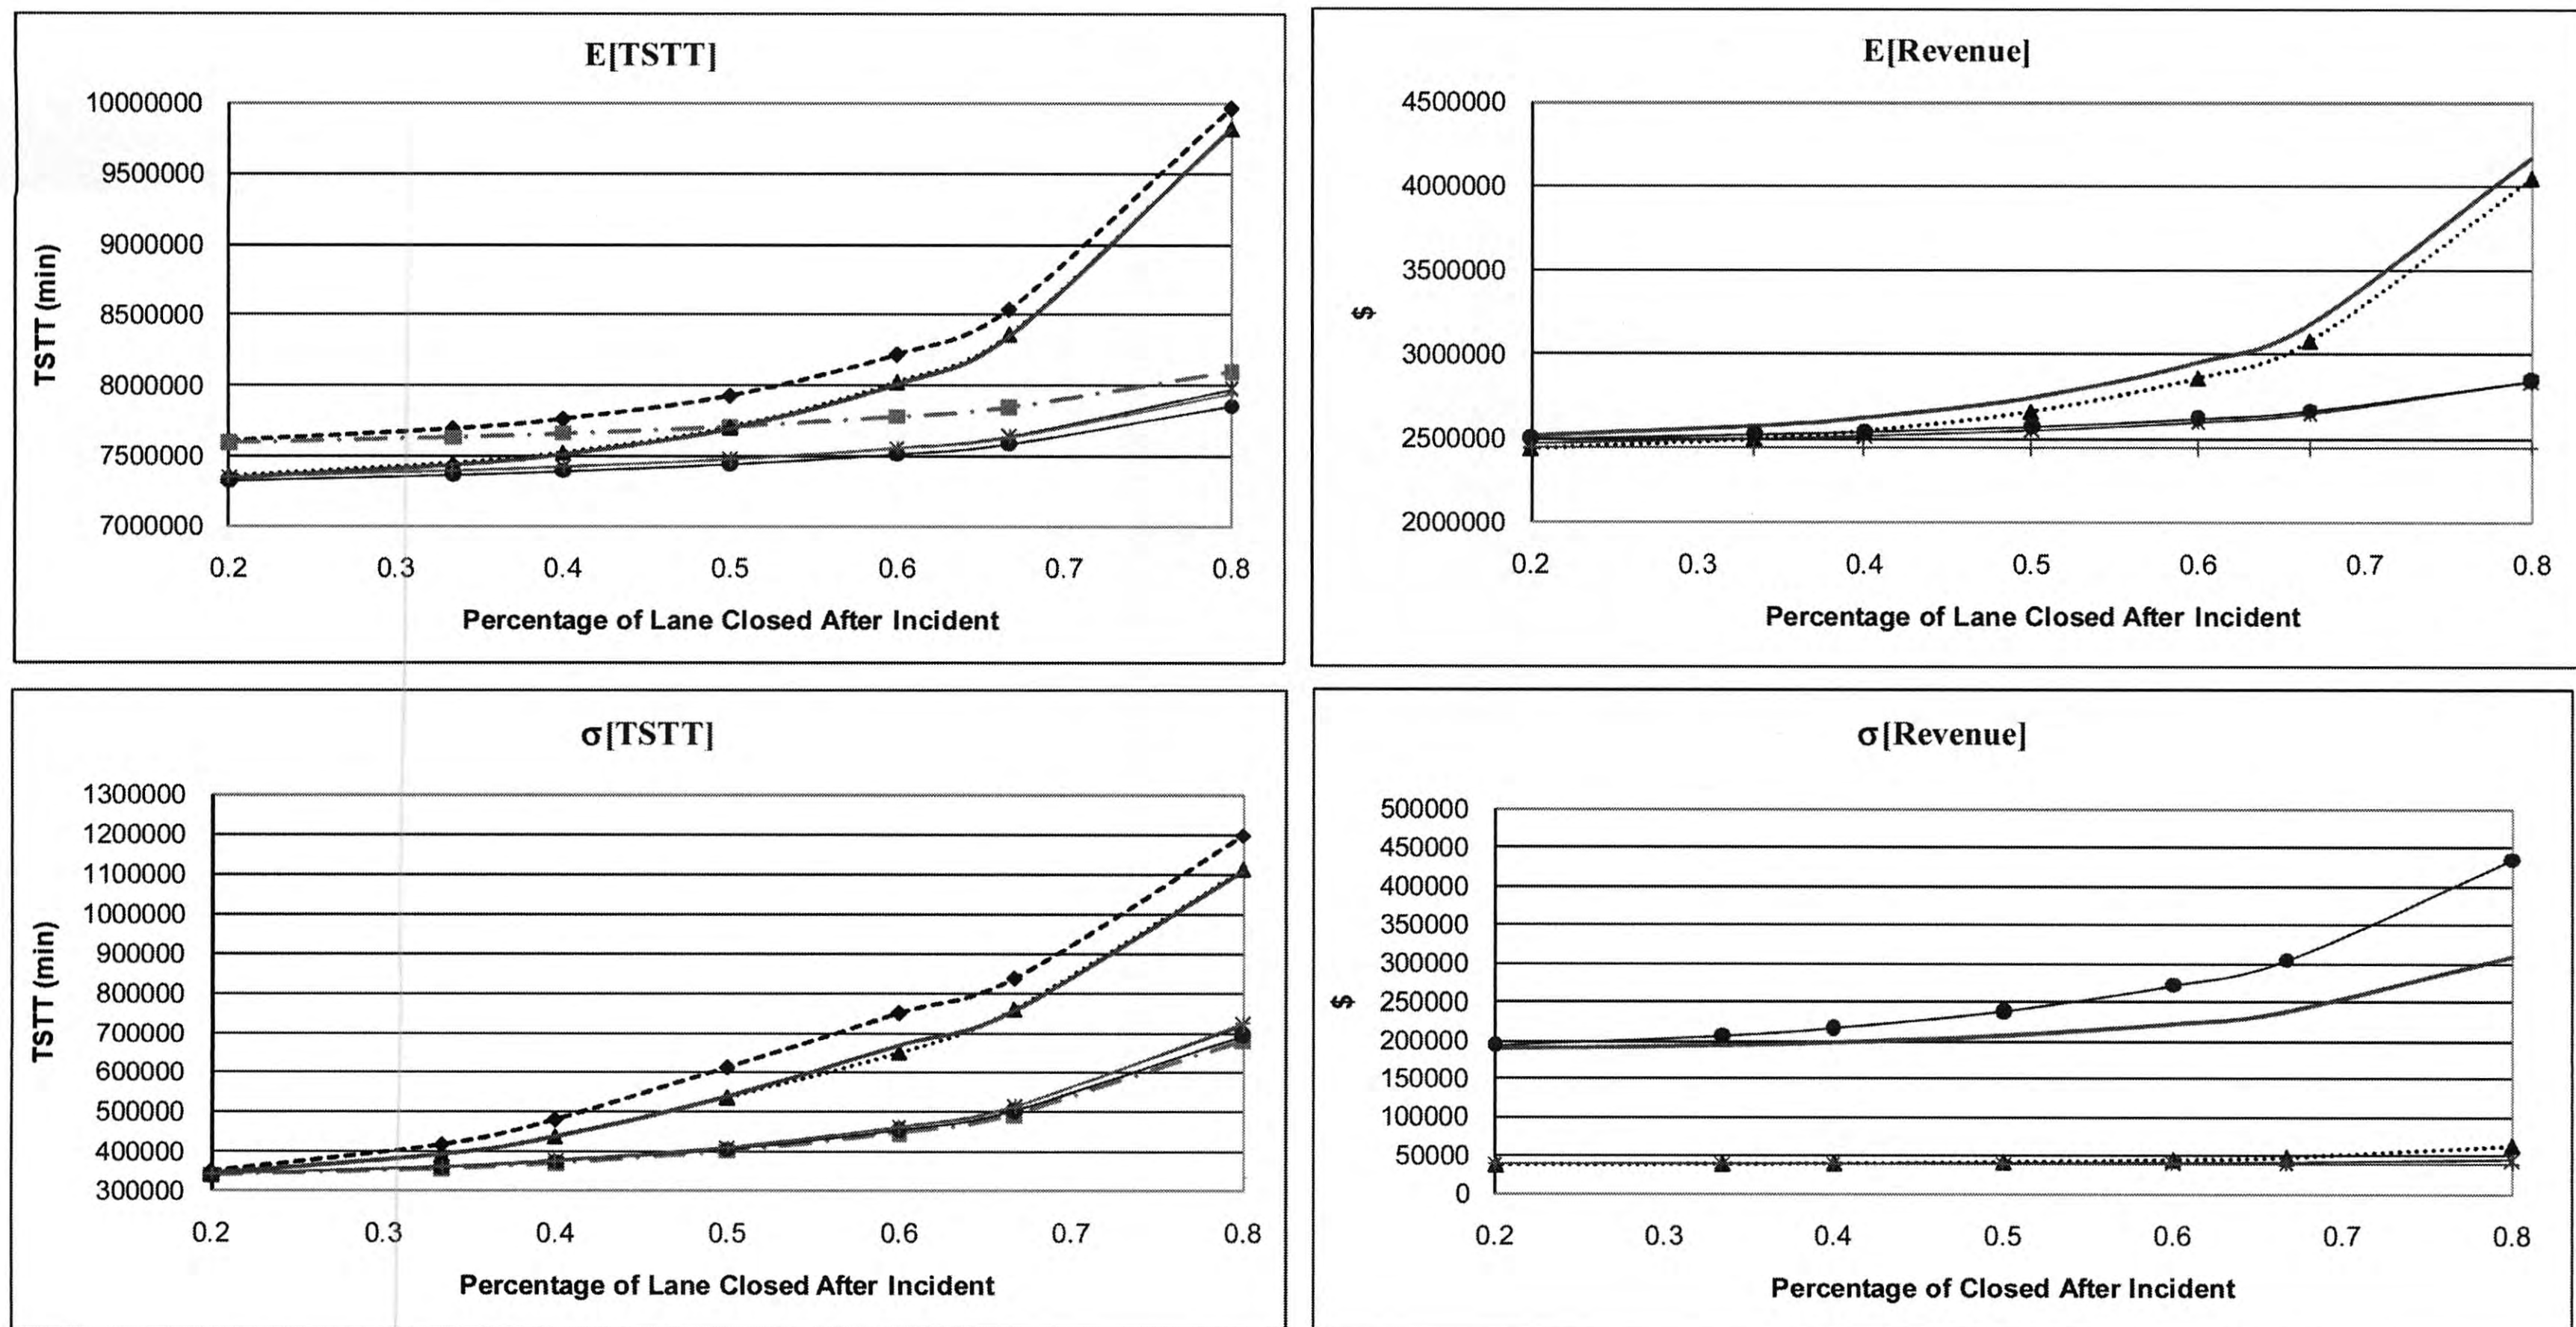 E[TSTT]
10000000
9500000
9000000
8500000
8000000
7500000
7000000
TSTT (min)
0.2 0.3 0.4 0.5 0.6 0.7 0.8
Percentage of Lane Closed After Incident
E[Revenue]
4500000
4000000
3500000
3000000
2500000
2000000
$
0.2 0.3 0.4 0.5 0.6 0.7 0.8
Percentage of Lane Closed After Incident
σ[TSTT]
1300000
1200000
1100000
1000000
900000
800000
700000
600000
500000
400000
300000
TSTT (min)
0.2 0.3 0.4 0.5 0.6 0.7 0.8
Percentage of Lane Closed After Incident
σ[Revenue]
500000
450000
400000
350000
300000
250000
200000
150000
100000
50000
0
$
0.2 0.3 0.4 0.5 0.6 0.7 0.8
Percentage of Closed After Incident